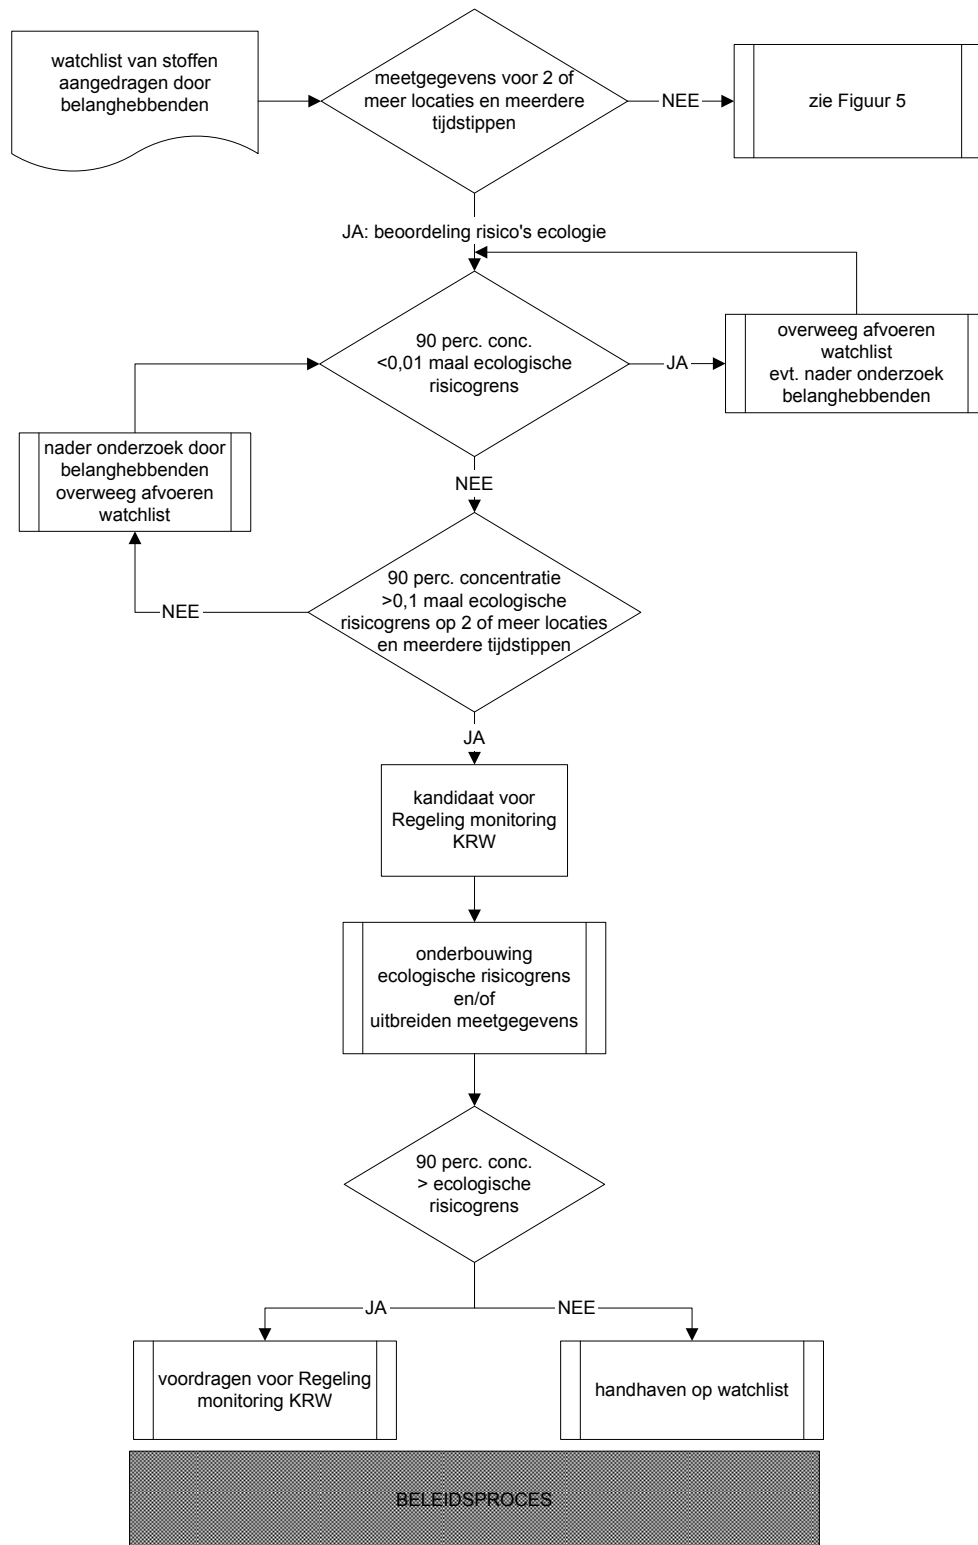 watchlist van stoffen
aangedragen door
belanghebbenden
meetgegevens voor 2 of
meer locaties en meerdere
tijdstippen
NEE
zie Figuur 5
JA: beoordeling risico's ecologie
90 perc. conc.
<0,01 maal ecologische
risicogrens
JA
overweeg afvoeren
watchlist
evt. nader onderzoek
belanghebbenden
nader onderzoek door
belanghebbenden
overweeg afvoeren
watchlist
NEE
90 perc. concentratie
>0,1 maal ecologische
risicogrens op 2 of meer locaties
en meerdere tijdstippen
NEE
JA
kandidaat voor
Regeling monitoring
KRW
onderbouwing
ecologische risicogrens
en/of
uitbreiden meetgegevens
90 perc. conc.
> ecologische
risicogrens
JA
NEE
voordragen voor Regeling
monitoring KRW
handhaven op watchlist
BELEIDSPROCES